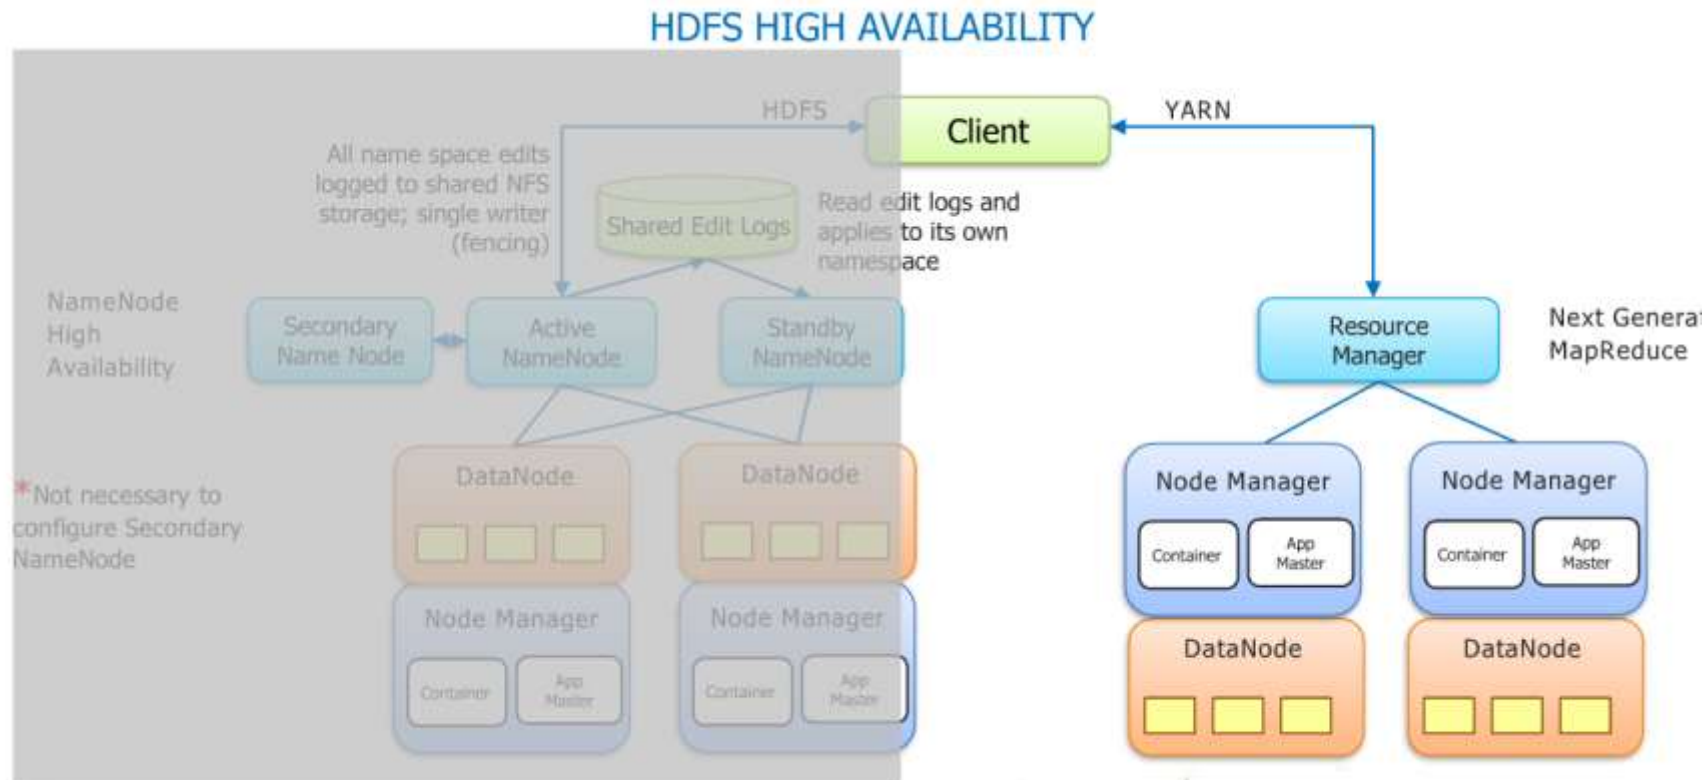 HDFS HIGH AVAILABILITY
HDFS
Client
YARN
All name space edits
logged to shared NFS
storage; single writer
(fencing)
Shared Edit Logs
Read edit logs and
applies to its own
namespace
NameNode
High
Availability
Secondary
Name Node
Active
NameNode
Standby
NameNode
Resource
Manager
Next Generat
MapReduce
*Not necessary to
configure Secondary
NameNode
DataNode
DataNode
Node Manager
Container
App
Master
Node Manager
Container
App
Master
Node Manager
Container
App
Master
Node Manager
Container
App
Master
DataNode
DataNode